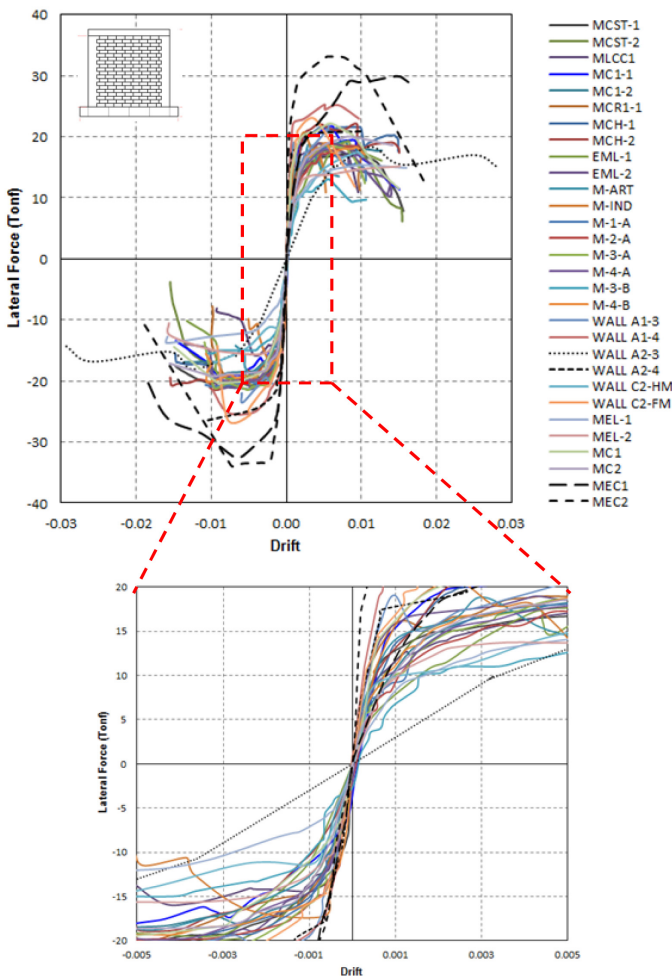 40
30
20
10
0
-10
-20
-30
-40
-0.03
-0.02
-0.01
0.00
0.01
0.02
0.03
Lateral Force (Tonf)
Drift
MCST-1
MCST-2
MLCC1
MC1-1
MC1-2
MCR1-1
MCH-1
MCH-2
EML-1
EML-2
M-ART
M-IND
M-1-A
M-2-A
M-3-A
M-4-A
M-3-B
M-4-B
WALL A1-3
WALL A1-4
WALL A2-3
WALL A2-4
WALL C2-HM
WALL C2-FM
MEL-1
MEL-2
MC1
MC2
MEC1
MEC2
20
15
10
5
0
-5
-10
-15
-20
-0.005
-0.003
-0.001
0.001
0.003
0.005
Lateral Force (Tonf)
Drift